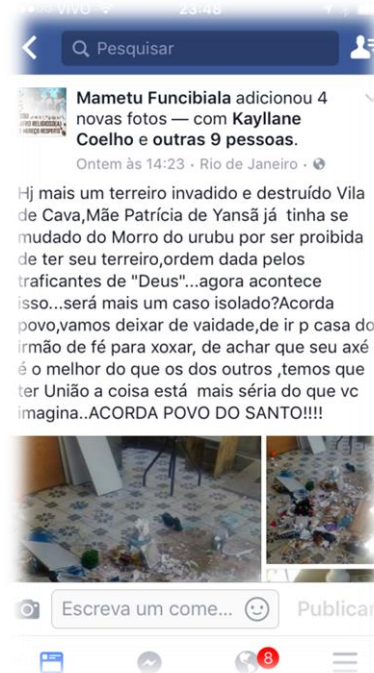 VIVO 23:48
Pesquisar
Mametu Funcibiala adicionou 4
novas fotos — com Kayllane
Coelho e outras 9 pessoas.
Ontem às 14:23 · Rio de Janeiro ·
Hj mais um terreiro invadido e destruído Vila
de Cava,Mãe Patrícia de Yansã já tinha se
mudado do Morro do urubu por ser proibida
de ter seu terreiro,ordem dada pelos
traficantes de "Deus"...agora acontece
isso...será mais um caso isolado?Acorda
povo,vamos deixar de vaidade,de ir p casa do
irmão de fé para xoxar, de achar que seu axé
é o melhor do que os dos outros ,temos que
ter União a coisa está mais séria do que vc
imagina..ACORDA POVO DO SANTO!!!!
Escreva um come... Publicar
8